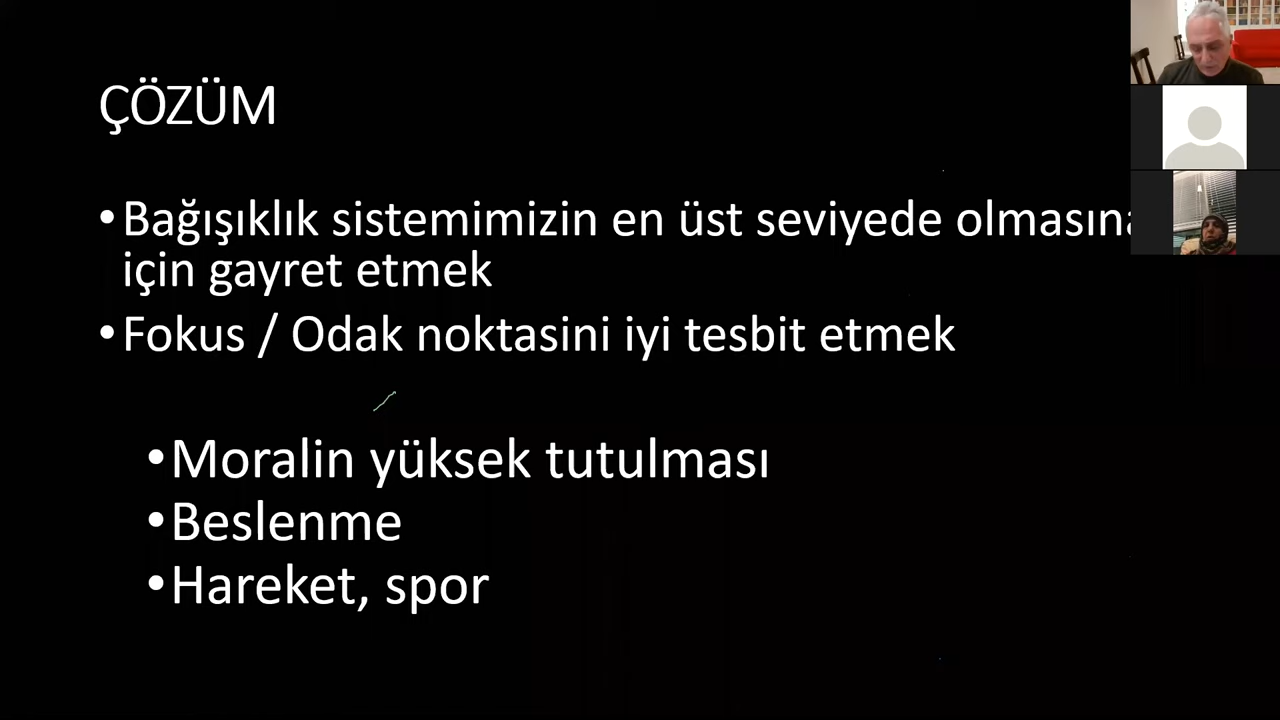 ÇÖZÜM
• Bağışıklık sistemimizin en üst seviyede olmasına
için gayret etmek
• Fokus / Odak noktasini iyi tesbit etmek
• Moralin yüksek tutulması
• Beslenme
• Hareket, spor